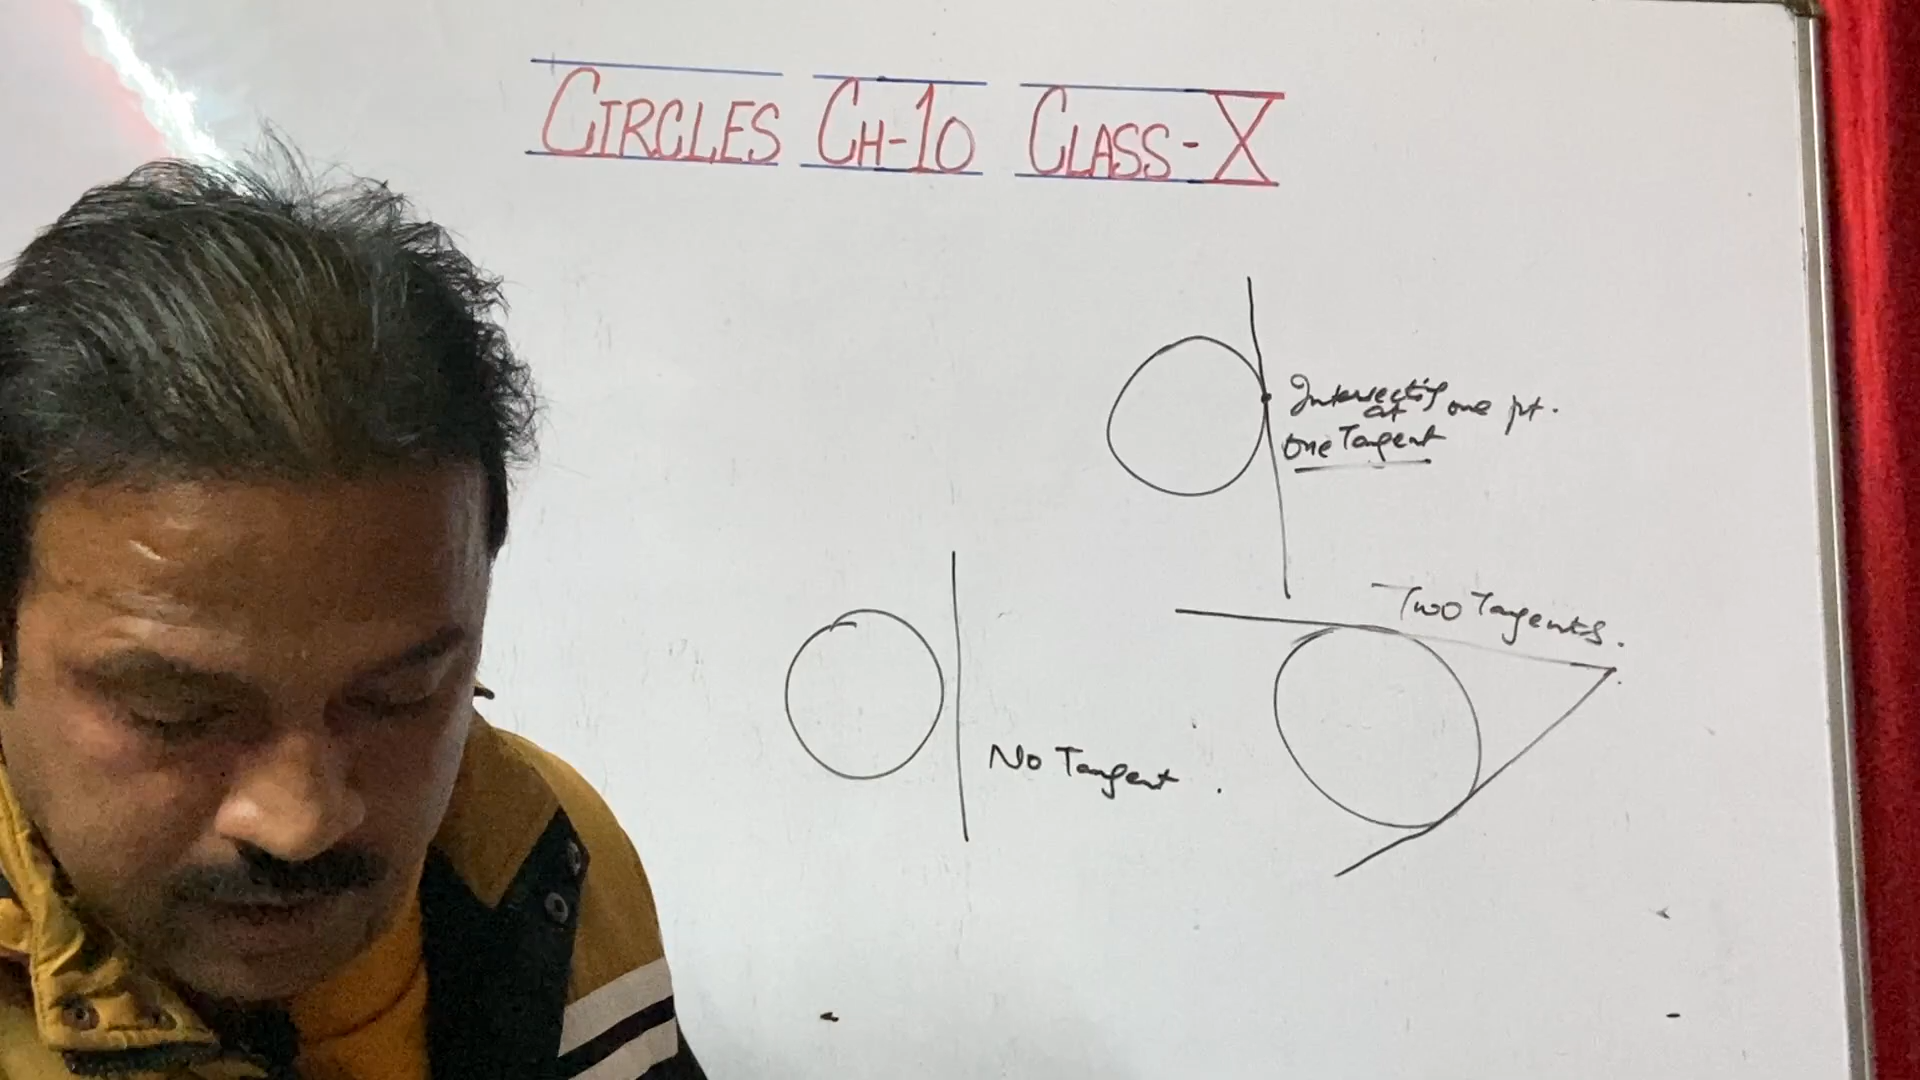 CIRCLES CH-10 CLASS-X
Intersecting at one pt.
One Tangent
Two Tangents.
No Tangent.